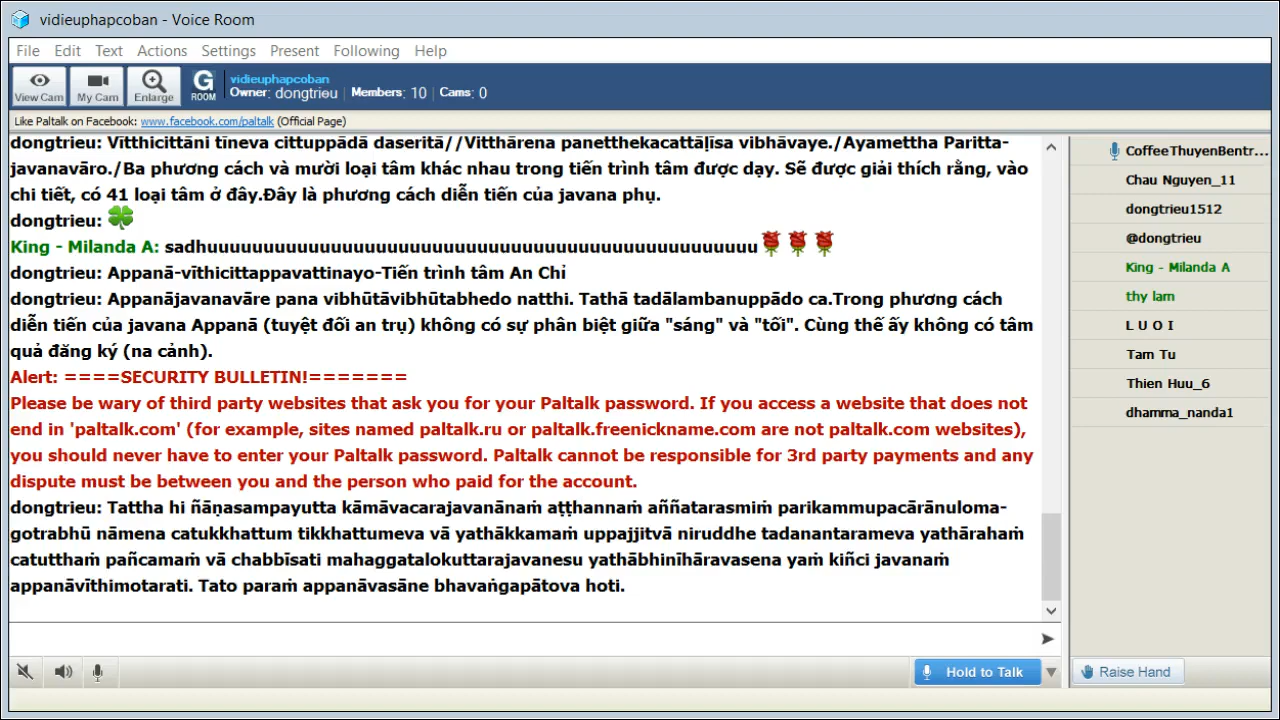 vidieuphapcoban - Voice Room
File Edit Text Actions Settings Present Following Help
View Cam My Cam Enlarge G ROOM vidieuphapcoban
Owner: dongtrieu Members: 10 Cams: 0
Like Paltalk on Facebook: www.facebook.com/paltalk (Official Page)
dongtrieu: Vīthicittāni tīneva cittuppādā daseritā//Vitthārena panetthekacattāḷīsa vibhāvaye./Ayamettha Paritta-
javanavāro./Ba phương cách và mười loại tâm khác nhau trong tiến trình tâm được dạy. Sẽ được giải thích rằng, vào
chi tiết, có 41 loại tâm ở đây.Đây là phương cách diễn tiến của javana phụ.
dongtrieu:
King - Milanda A: sadhuuuuuuuuuuuuuuuuuuuuuuuuuuuuuuuuuuuuuuuuuuuuuuuuu
dongtrieu: Appanā-vīthicittappavattinayo-Tiến trình tâm An Chỉ
dongtrieu: Appanājavanavāre pana vibhūtāvibhūtabhedo natthi. Tathā tadālambanuppādo ca.Trong phương cách
diễn tiến của javana Appanā (tuyệt đối an trụ) không có sự phân biệt giữa "sáng" và "tối". Cùng thế ấy không có tâm
quả đăng ký (na cảnh).
Alert: ====SECURITY BULLETIN!=======
Please be wary of third party websites that ask you for your Paltalk password. If you access a website that does not
end in 'paltalk.com' (for example, sites named paltalk.ru or paltalk.freenickname.com are not paltalk.com websites),
you should never have to enter your Paltalk password. Paltalk cannot be responsible for 3rd party payments and any
dispute must be between you and the person who paid for the account.
dongtrieu: Tattha hi ñāṇasampayutta kāmāvacarajavanānaṁ aṭṭhannaṁ aññatarasmiṁ parikammupacārānuloma-
gotrabhū nāmena catukkhattum tikkhattumeva vā yathākkamaṁ uppajjitvā niruddhe tadanantarameva yathārahaṁ
catutthaṁ pañcamaṁ vā chabbīsati mahaggatalokuttarajavanesu yathābhinīhāravasena yaṁ kiñci javanaṁ
appanāvīthimotarati. Tato paraṁ appanāvasāne bhavaṅgapātova hoti.
CoffeeThuyenBentr...
Chau Nguyen_11
dongtrieu1512
@dongtrieu
King - Milanda A
thy lam
L U O I
Tam Tu
Thien Huu_6
dhamma_nanda1
Hold to Talk
Raise Hand